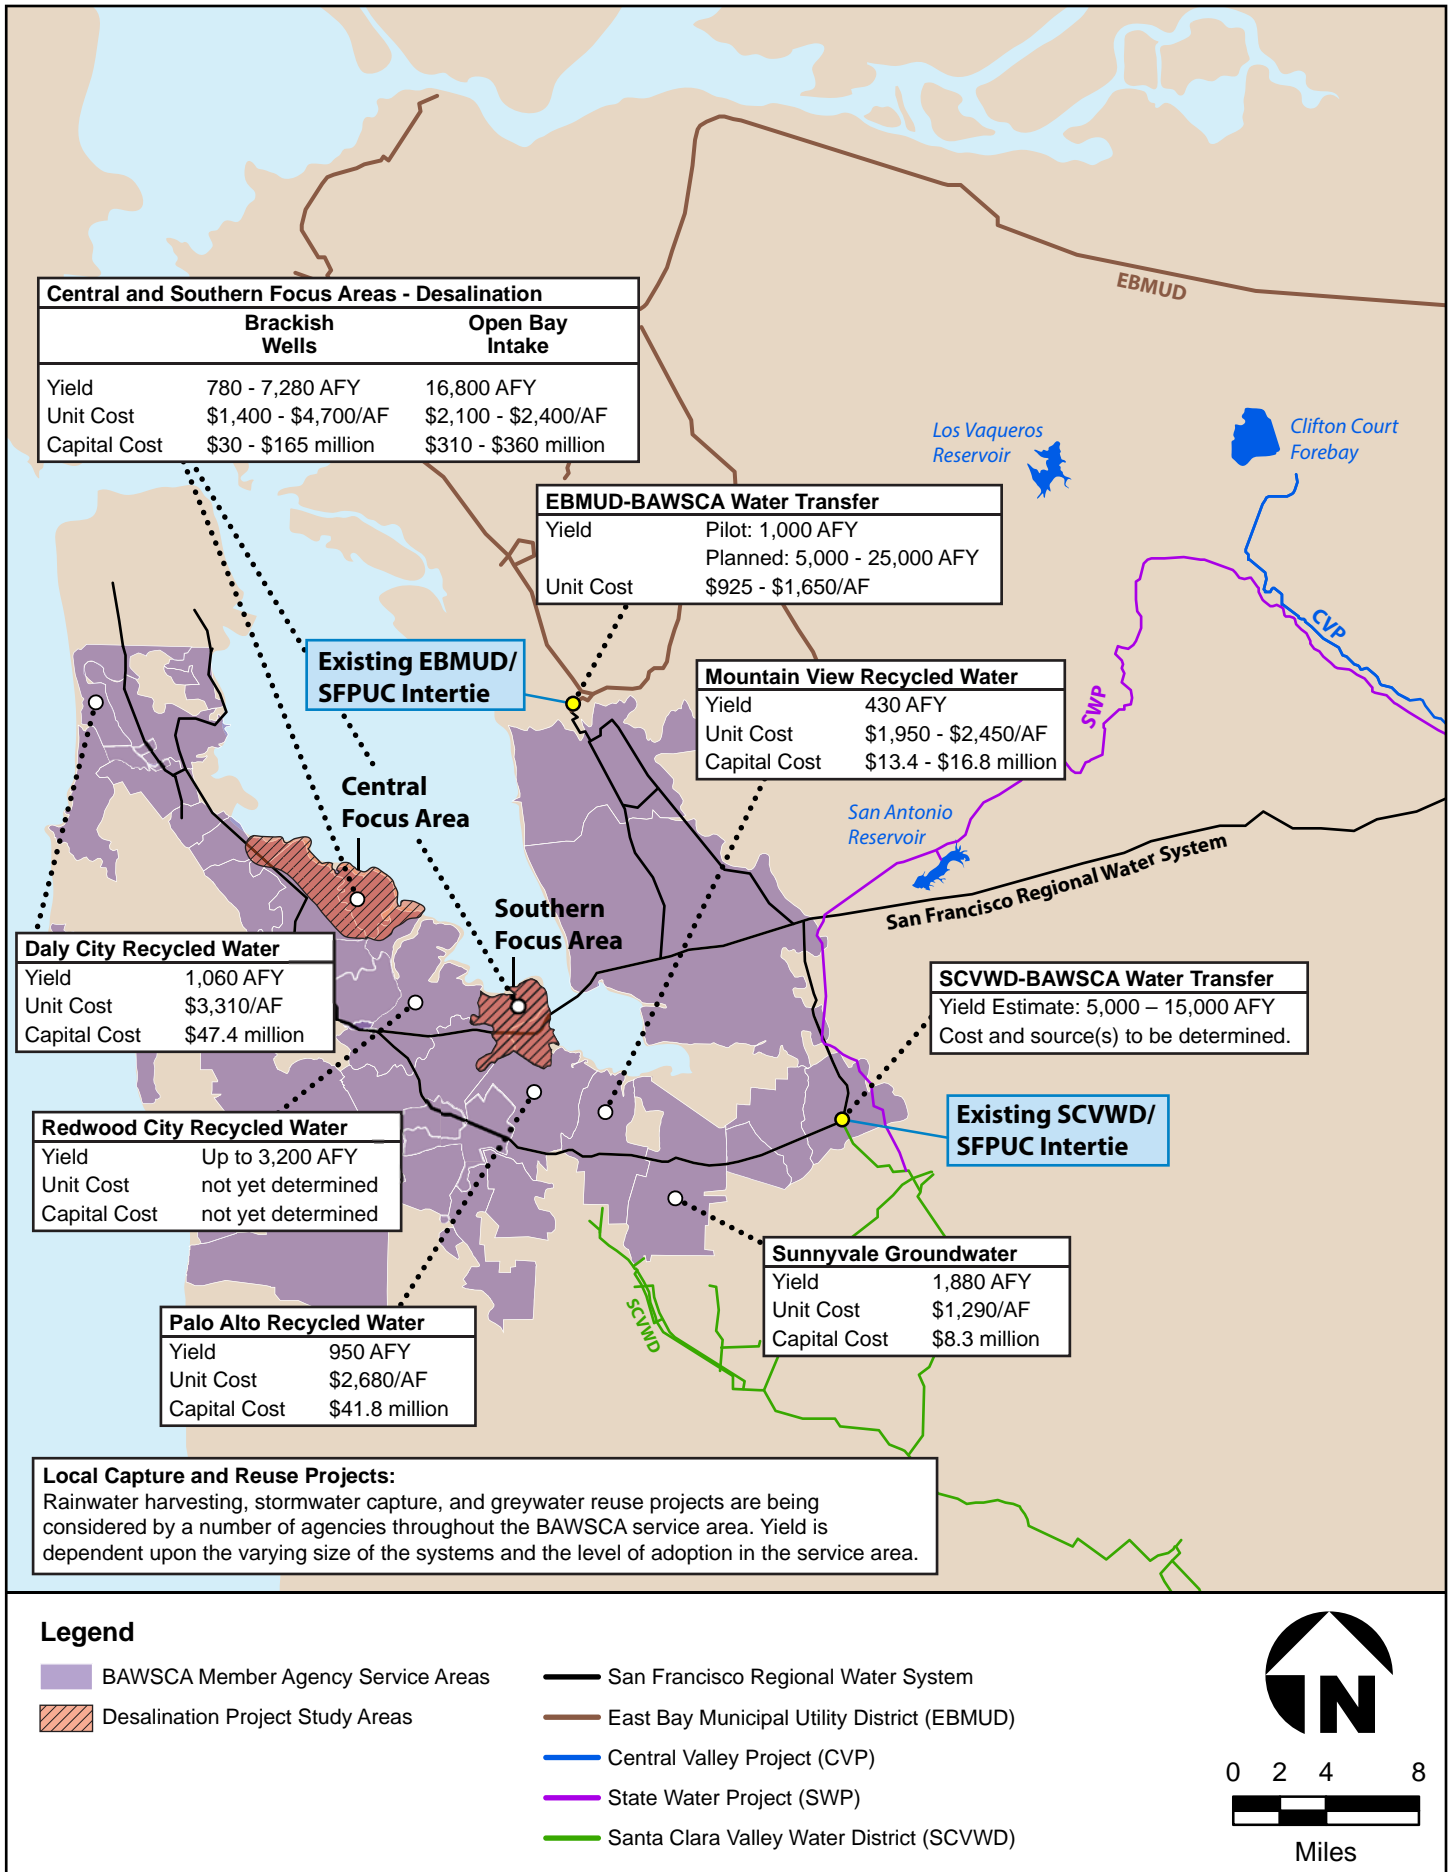 EBMUD
Central and Southern Focus Areas - Desalination
Brackish Wells Open Bay Intake
Yield 780 - 7,280 AFY 16,800 AFY
Unit Cost $1,400 - $4,700/AF $2,100 - $2,400/AF
Capital Cost $30 - $165 million $310 - $360 million
Los Vaqueros
Reservoir
Clifton Court
Forebay
EBMUD-BAWSCA Water Transfer
Yield Pilot: 1,000 AFY
Planned: 5,000 - 25,000 AFY
Unit Cost $925 - $1,650/AF
CVP
Existing EBMUD/
SFPUC Intertie
Mountain View Recycled Water
Yield 430 AFY
Unit Cost $1,950 - $2,450/AF
Capital Cost $13.4 - $16.8 million
SWP
Central
Focus Area
San Antonio
Reservoir
San Francisco Regional Water System
Southern
Focus Area
Daly City Recycled Water
Yield 1,060 AFY
Unit Cost $3,310/AF
Capital Cost $47.4 million
SCVWD-BAWSCA Water Transfer
Yield Estimate: 5,000 – 15,000 AFY
Cost and source(s) to be determined.
Existing SCVWD/
SFPUC Intertie
Redwood City Recycled Water
Yield Up to 3,200 AFY
Unit Cost not yet determined
Capital Cost not yet determined
Sunnyvale Groundwater
Yield 1,880 AFY
Unit Cost $1,290/AF
Capital Cost $8.3 million
SCVWD
Palo Alto Recycled Water
Yield 950 AFY
Unit Cost $2,680/AF
Capital Cost $41.8 million
Local Capture and Reuse Projects:
Rainwater harvesting, stormwater capture, and greywater reuse projects are being
considered by a number of agencies throughout the BAWSCA service area. Yield is
dependent upon the varying size of the systems and the level of adoption in the service area.
Legend
BAWSCA Member Agency Service Areas
Desalination Project Study Areas
San Francisco Regional Water System
East Bay Municipal Utility District (EBMUD)
Central Valley Project (CVP)
State Water Project (SWP)
Santa Clara Valley Water District (SCVWD)
N
0 2 4 8
Miles